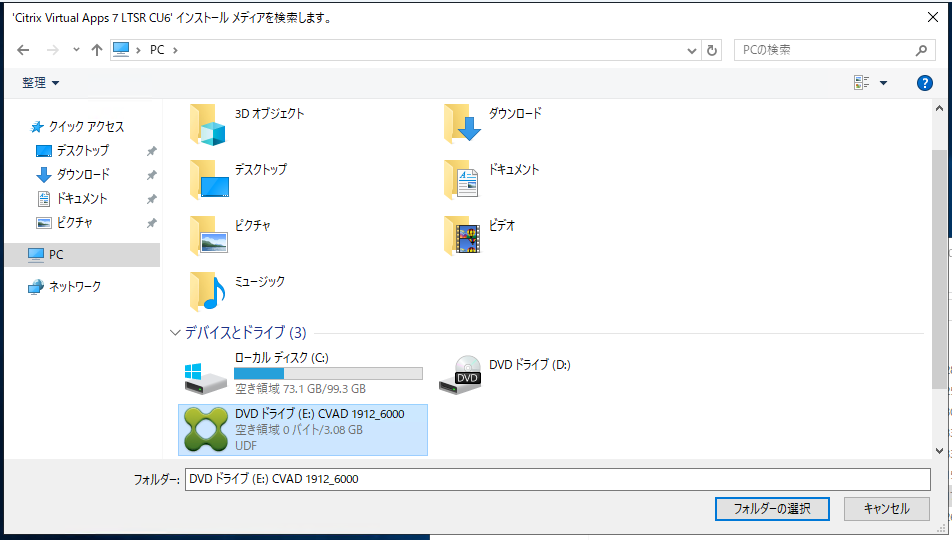 'Citrix Virtual Apps 7 LTSR CU6' インストール メディアを検索します。
PC
PCの検索
整理
クイック アクセス
デスクトップ
ダウンロード
ドキュメント
ピクチャ
PC
ネットワーク
3D オブジェクト
ダウンロード
デスクトップ
ドキュメント
ピクチャ
ビデオ
ミュージック
デバイスとドライブ (3)
ローカル ディスク (C:)
空き領域 73.1 GB/99.3 GB
DVD ドライブ (D:)
DVD
DVD ドライブ (E:) CVAD 1912_6000
空き領域 0 バイト/3.08 GB
UDF
フォルダー:
DVD ドライブ (E:) CVAD 1912_6000
フォルダーの選択
キャンセル